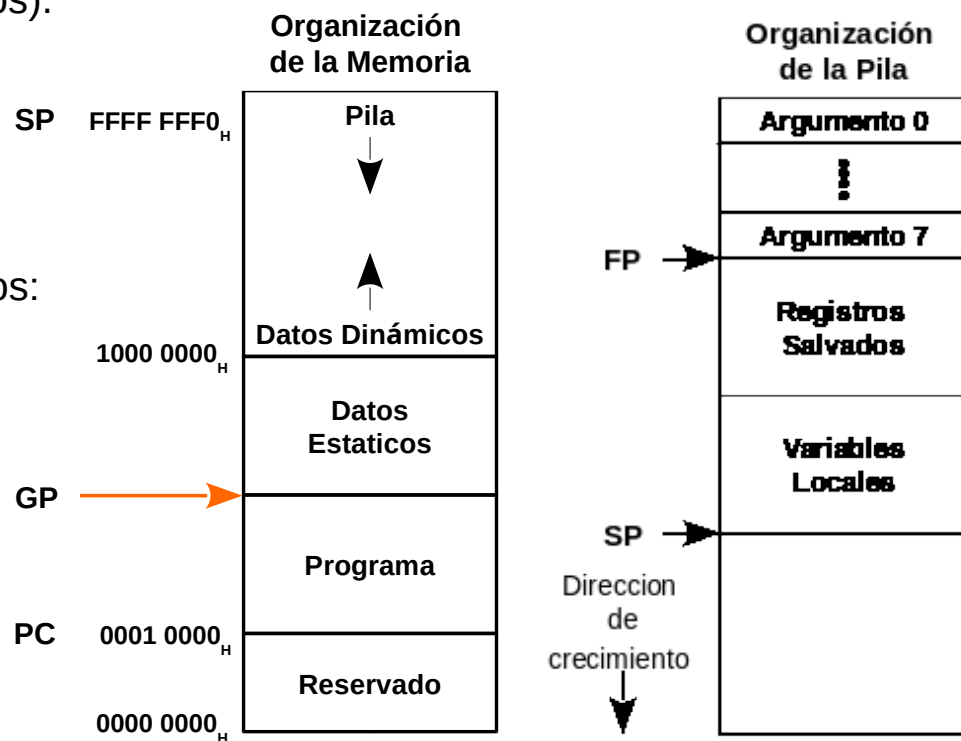 os):
Organización
de la Memoria
SP FFFF FFF0H
Pila
os:
Datos Dinámicos
1000 0000H
Datos
Estaticos
GP
Programa
PC 0001 0000H
Reservado
0000 0000H
Organización
de la Pila
Argumento 0
Argumento 7
FP
Registros
Salvados
Variables
Locales
SP
Direccion
de
crecimiento